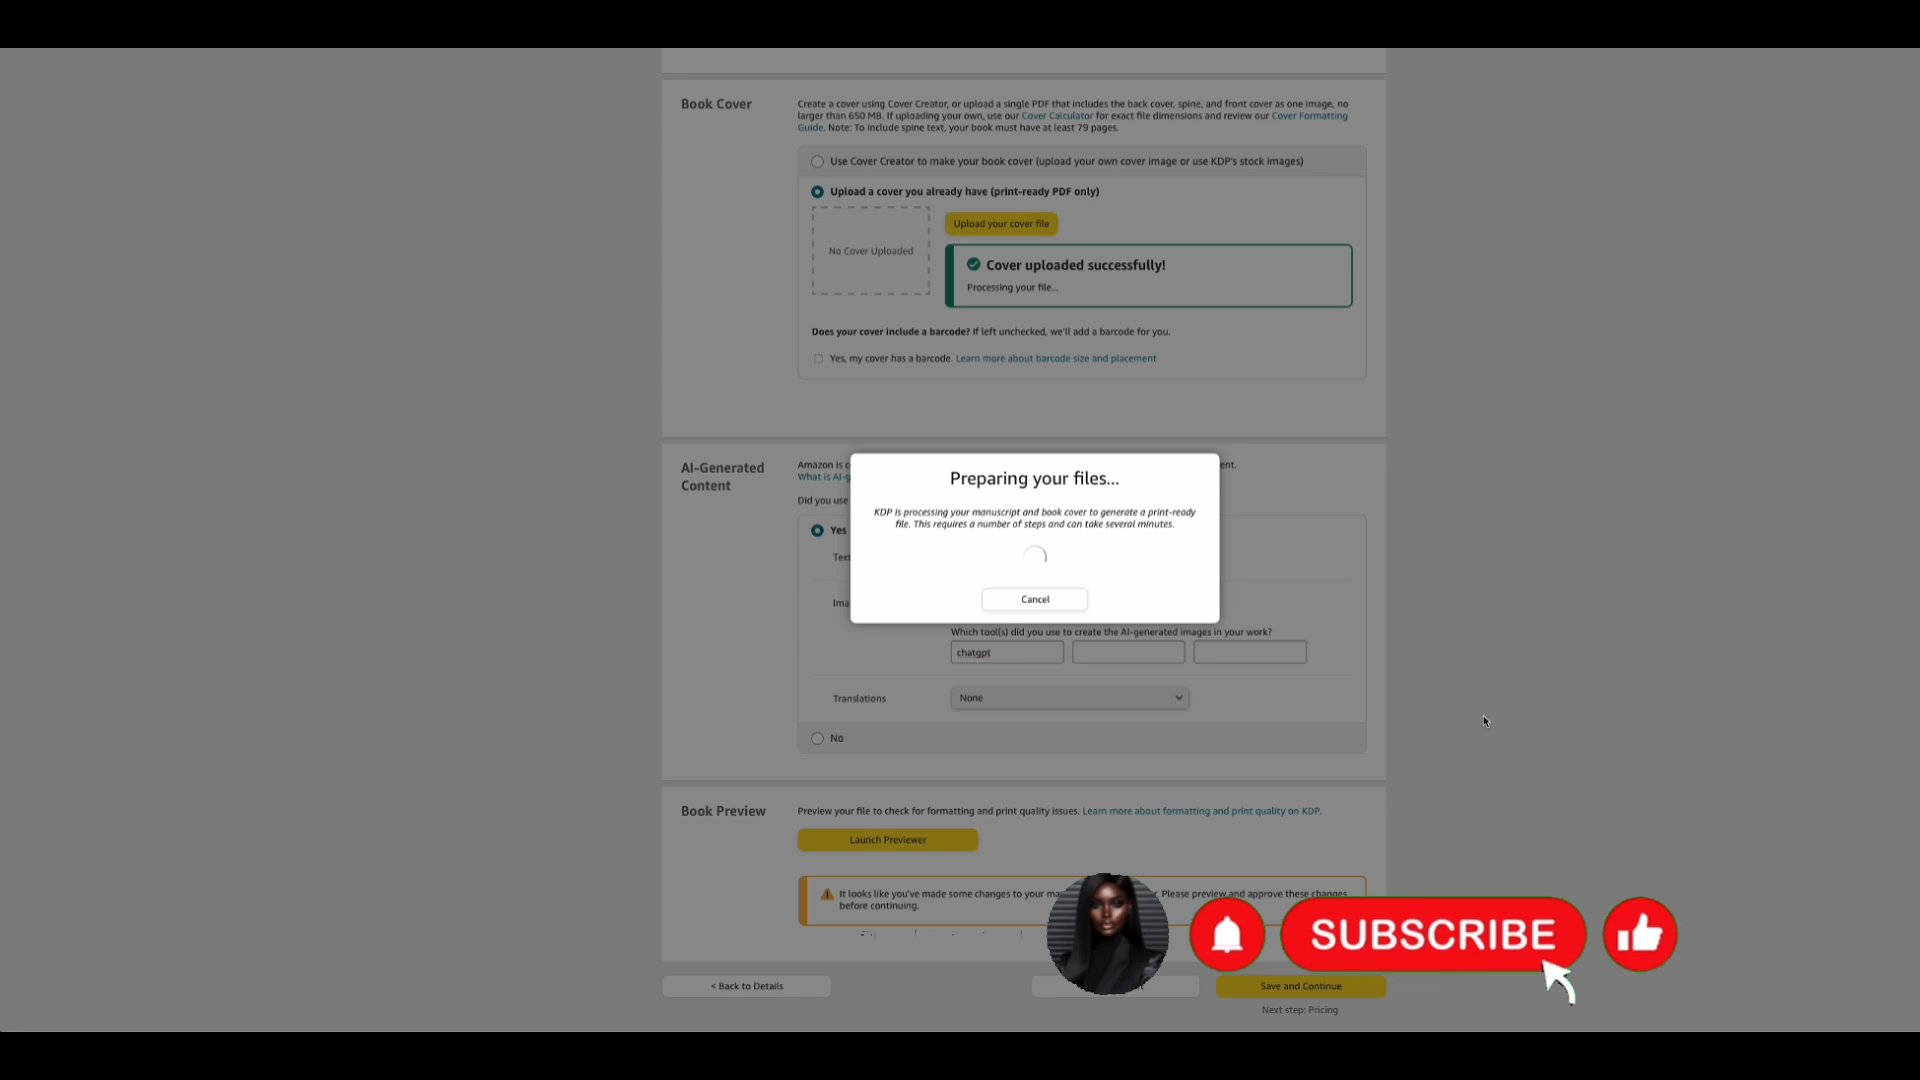 Book Cover
Create a cover using Cover Creator, or upload a single PDF that includes the back cover, spine, and front cover as one image, no
larger than 650 MB. If uploading your own, use our Cover Calculator for exact file dimensions and review our Cover Formatting
Guide. Note: To include spine text, your book must have at least 79 pages.
Use Cover Creator to make your book cover (upload your own cover image or use KDP's stock images)
Upload a cover you already have (print-ready PDF only)
Upload your cover file
No Cover Uploaded
Cover uploaded successfully!
Processing your file...
Does your cover include a barcode? If left unchecked, we'll add a barcode for you.
Yes, my cover has a barcode. Learn more about barcode size and placement
AI-Generated
Content
Amazon is
What is
Did you use
Yes
Preparing your files...
KDP is processing your manuscript and book cover to generate a print-ready
file. This requires a number of steps and can take several minutes.
Cancel
Which tool(s) did you use to create the AI-generated images in your work?
chatgpt
Translations
None
No
Book Preview
Preview your file to check for formatting and print quality issues. Learn more about formatting and print quality on KDP.
Launch Previewer
It looks like you've made some changes to your Please preview and approve these changes
before continuing.
SUBSCRIBE
< Back to Details
Save and Continue
Next step: Pricing